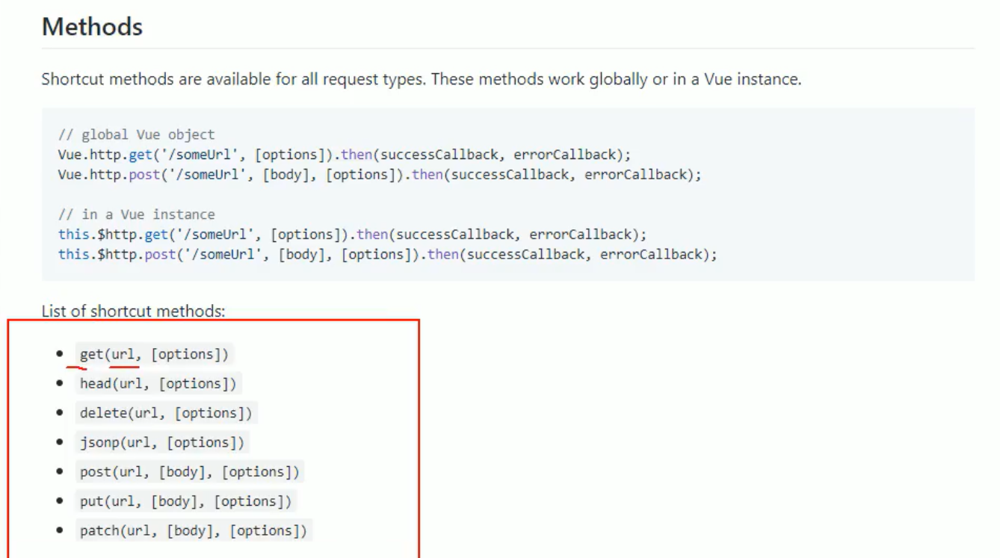 Methods
Shortcut methods are available for all request types. These methods work globally or in a Vue instance.
// global Vue object
Vue.http.get('/someUrl', [options]).then(successCallback, errorCallback);
Vue.http.post('/someUrl', [body], [options]).then(successCallback, errorCallback);
// in a Vue instance
this.$http.get('/someUrl', [options]).then(successCallback, errorCallback);
this.$http.post('/someUrl', [body], [options]).then(successCallback, errorCallback);
List of shortcut methods:
• get(url, [options])
• head(url, [options])
• delete(url, [options])
• jsonp(url, [options])
• post(url, [body], [options])
• put(url, [body], [options])
• patch(url, [body], [options])